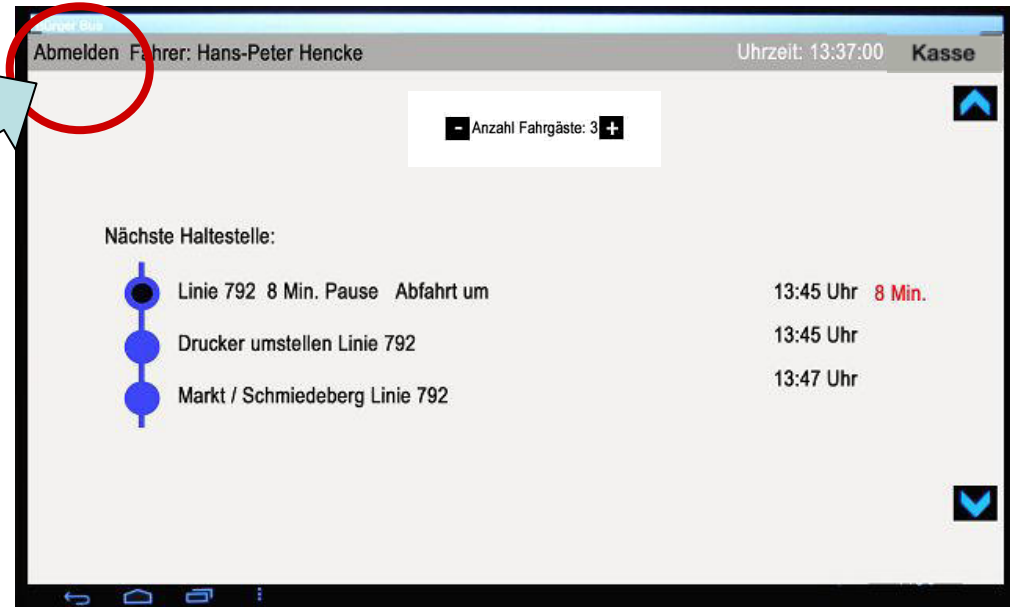 Bürger Bus
Abmelden Fahrer: Hans-Peter Hencke Uhrzeit: 13:37:00 Kasse
- Anzahl Fahrgäste: 3 +
Nächste Haltestelle:
Linie 792 8 Min. Pause Abfahrt um 13:45 Uhr 8 Min.
Drucker umstellen Linie 792 13:45 Uhr
Markt / Schmiedeberg Linie 792 13:47 Uhr